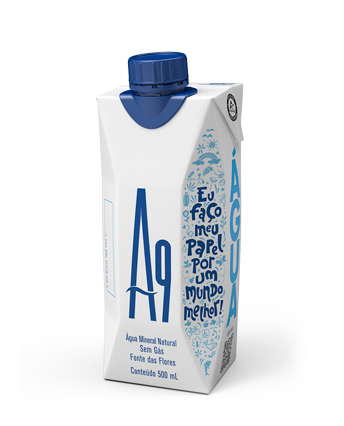 A9
Água Mineral Natural
Sem Gás
Fonte das Flores
Conteúdo 500 mL
Eu
faço
meu
papel
por
um
mundo
melhor!
ÁGUA